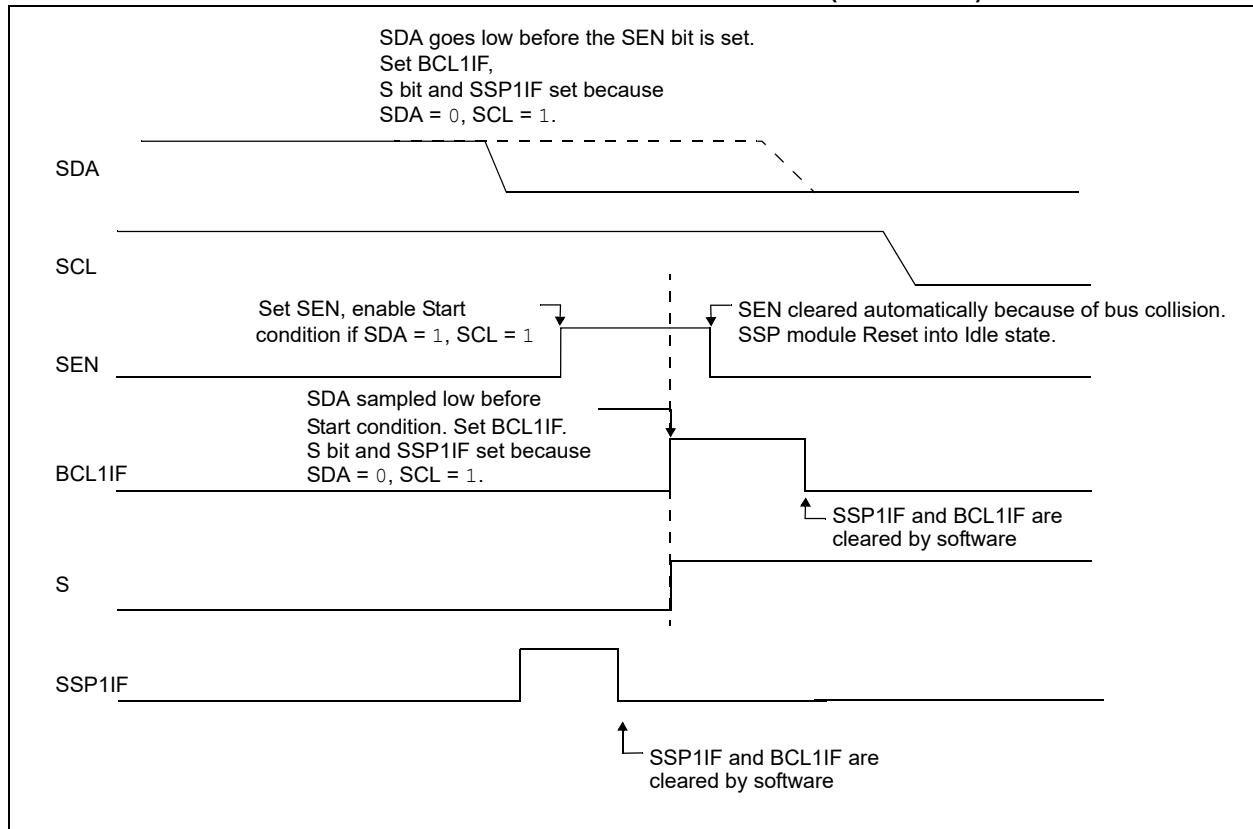 SDA goes low before the SEN bit is set.
Set BCL1IF,
S bit and SSP1IF set because
SDA = 0, SCL = 1.
SDA
SCL
Set SEN, enable Start
condition if SDA = 1, SCL = 1
SEN cleared automatically because of bus collision.
SSP module Reset into Idle state.
SEN
SDA sampled low before
Start condition. Set BCL1IF.
S bit and SSP1IF set because
SDA = 0, SCL = 1.
BCL1IF
SSP1IF and BCL1IF are
cleared by software
S
SSP1IF
SSP1IF and BCL1IF are
cleared by software